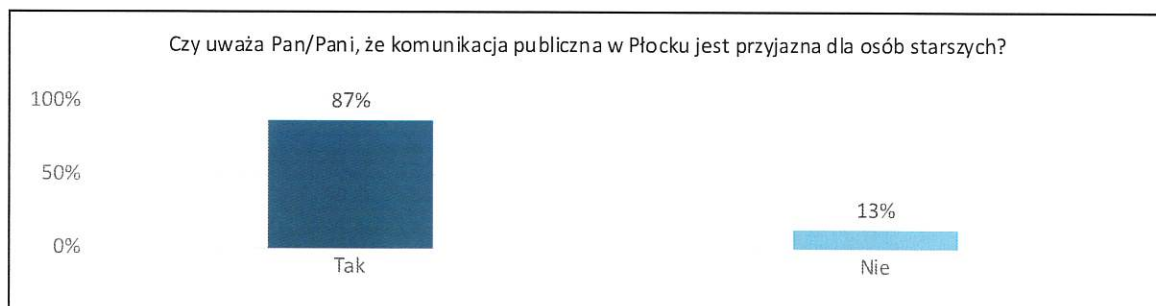 Czy uważa Pan/Pani, że komunikacja publiczna w Płocku jest przyjazna dla osób starszych?
100%
87%
50%
13%
0%
Tak
Nie